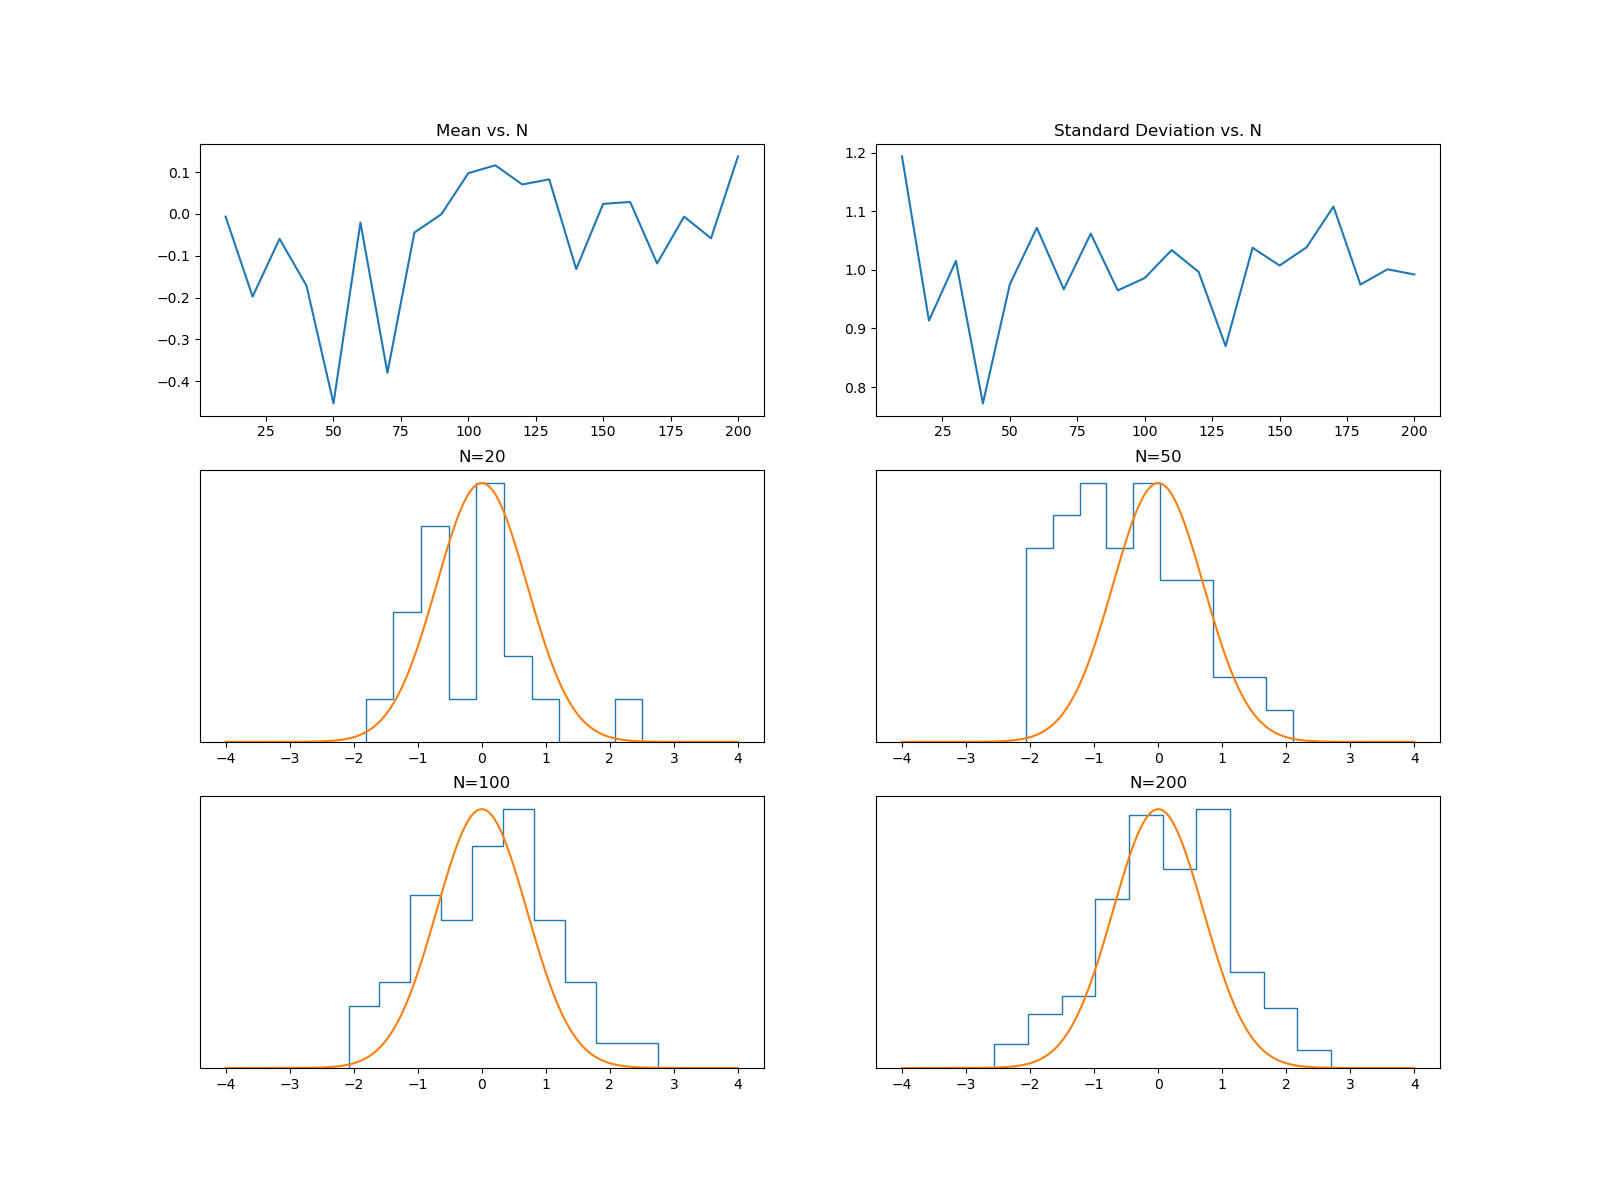 Mean vs. N
0.1
0.0
−0.1
−0.2
−0.3
−0.4
25 50 75 100 125 150 175 200
Standard Deviation vs. N
1.2
1.1
1.0
0.9
0.8
25 50 75 100 125 150 175 200
N=20
−4 −3 −2 −1 0 1 2 3 4
N=50
−4 −3 −2 −1 0 1 2 3 4
N=100
−4 −3 −2 −1 0 1 2 3 4
N=200
−4 −3 −2 −1 0 1 2 3 4